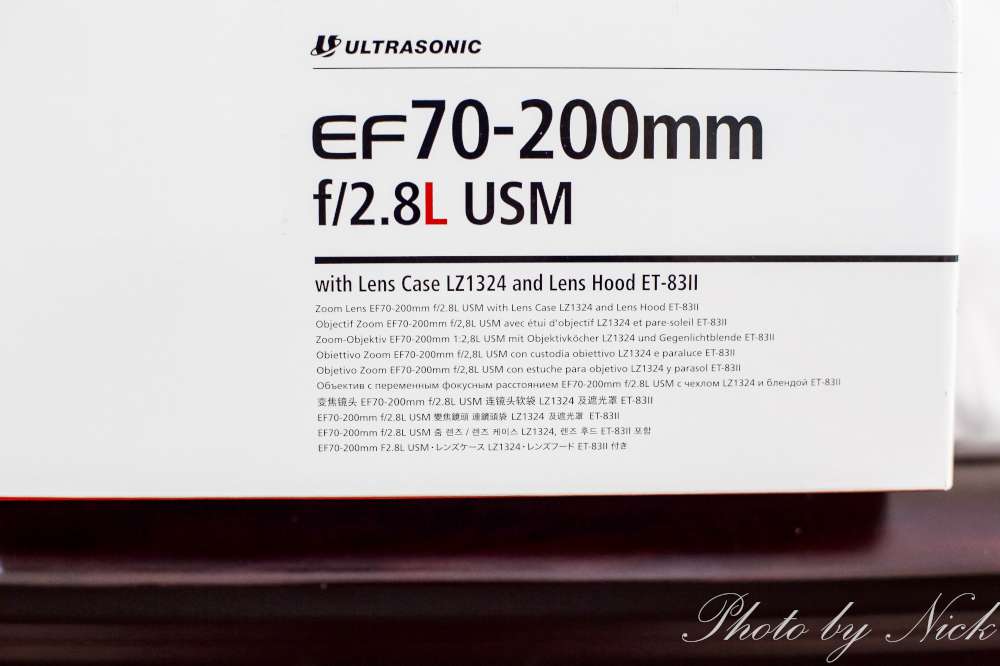 ULTRASONIC
EF70-200mm
f/2.8L USM
with Lens Case LZ1324 and Lens Hood ET-83II
Zoom Lens EF70-200mm f/2.8L USM with Lens Case LZ1324 and Lens Hood ET-83II
Objectif Zoom EF70-200mm f/2,8L USM avec étui d'objectif LZ1324 et pare-soleil ET-83II
Zoom-Objektiv EF70-200mm 1:2,8L USM mit Objektivköcher LZ1324 und Gegenlichtblende ET-83II
Obiettivo Zoom EF70-200mm f/2,8L USM con custodia obiettivo LZ1324 e paraluce ET-83II
Objetivo Zoom EF70-200mm f/2,8L USM con estuche para objetivo LZ1324 y parasol ET-83II
Объектив с переменным фокусным расстоянием EF70-200mm f/2.8L USM с чехлом LZ1324 и блендой ET-83II
变焦镜头 EF70-200mm f/2.8L USM 连镜头软袋 LZ1324 及遮光罩 ET-83II
EF70-200mm f/2.8L USM 變焦鏡頭 連鏡頭袋 LZ1324 及遮光罩 ET-83II
EF70-200mm f/2.8L USM 줌 렌즈 / 렌즈 케이스 LZ1324, 렌즈 후드 ET-83II 포함
EF70-200mm F2.8L USM・レンズケース LZ1324・レンズフード ET-83II 付き
Photo by Nick